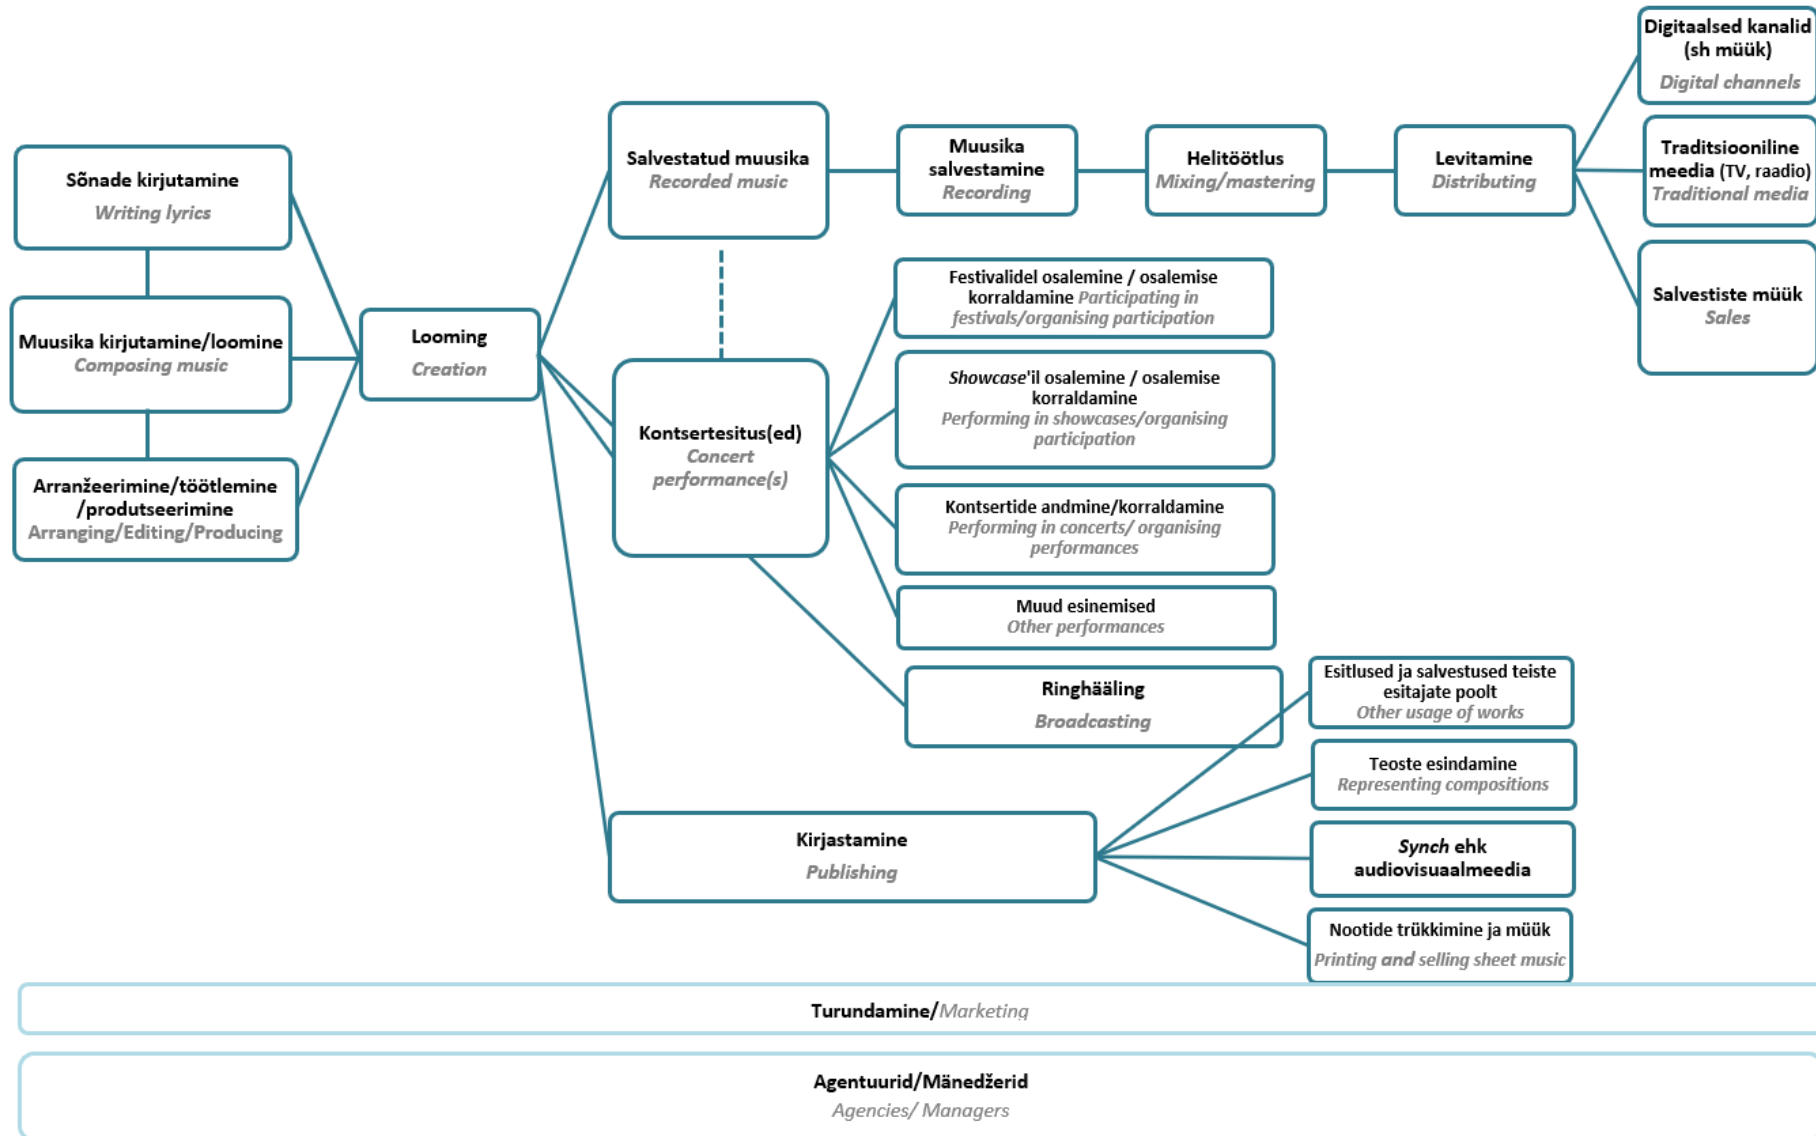 Sõnade kirjutamine
Writing lyrics
Muusika kirjutamine/loomine
Composing music
Arranžeerimine/töötlemine
/produtseerimine
Arranging/Editing/Producing
Looming
Creation
Salvestatud muusika
Recorded music
Muusika
salvestamine
Recording
Helitöötlus
Mixing/mastering
Levitamine
Distributing
Digitaalsed kanalid
(sh müük)
Digital channels
Traditsiooniline
meedia (TV, raadio)
Traditional media
Salvestiste müük
Sales
Kontsertesitus(ed)
Concert
performance(s)
Festivalidel osalemine / osalemise
korraldamine Participating in
festivals/organising participation
Showcase'il osalemine / osalemise
korraldamine
Performing in showcases/organising
participation
Kontsertide andmine/korraldamine
Performing in concerts/ organising
performances
Muud esinemised
Other performances
Ringhääling
Broadcasting
Kirjastamine
Publishing
Esitlused ja salvestused teiste
esitajate poolt
Other usage of works
Teoste esindamine
Representing compositions
Synch ehk
audiovisuaalmeedia
Nootide trükkimine ja müük
Printing and selling sheet music
Turundamine/Marketing
Agentuurid/Mänedžerid
Agencies/ Managers